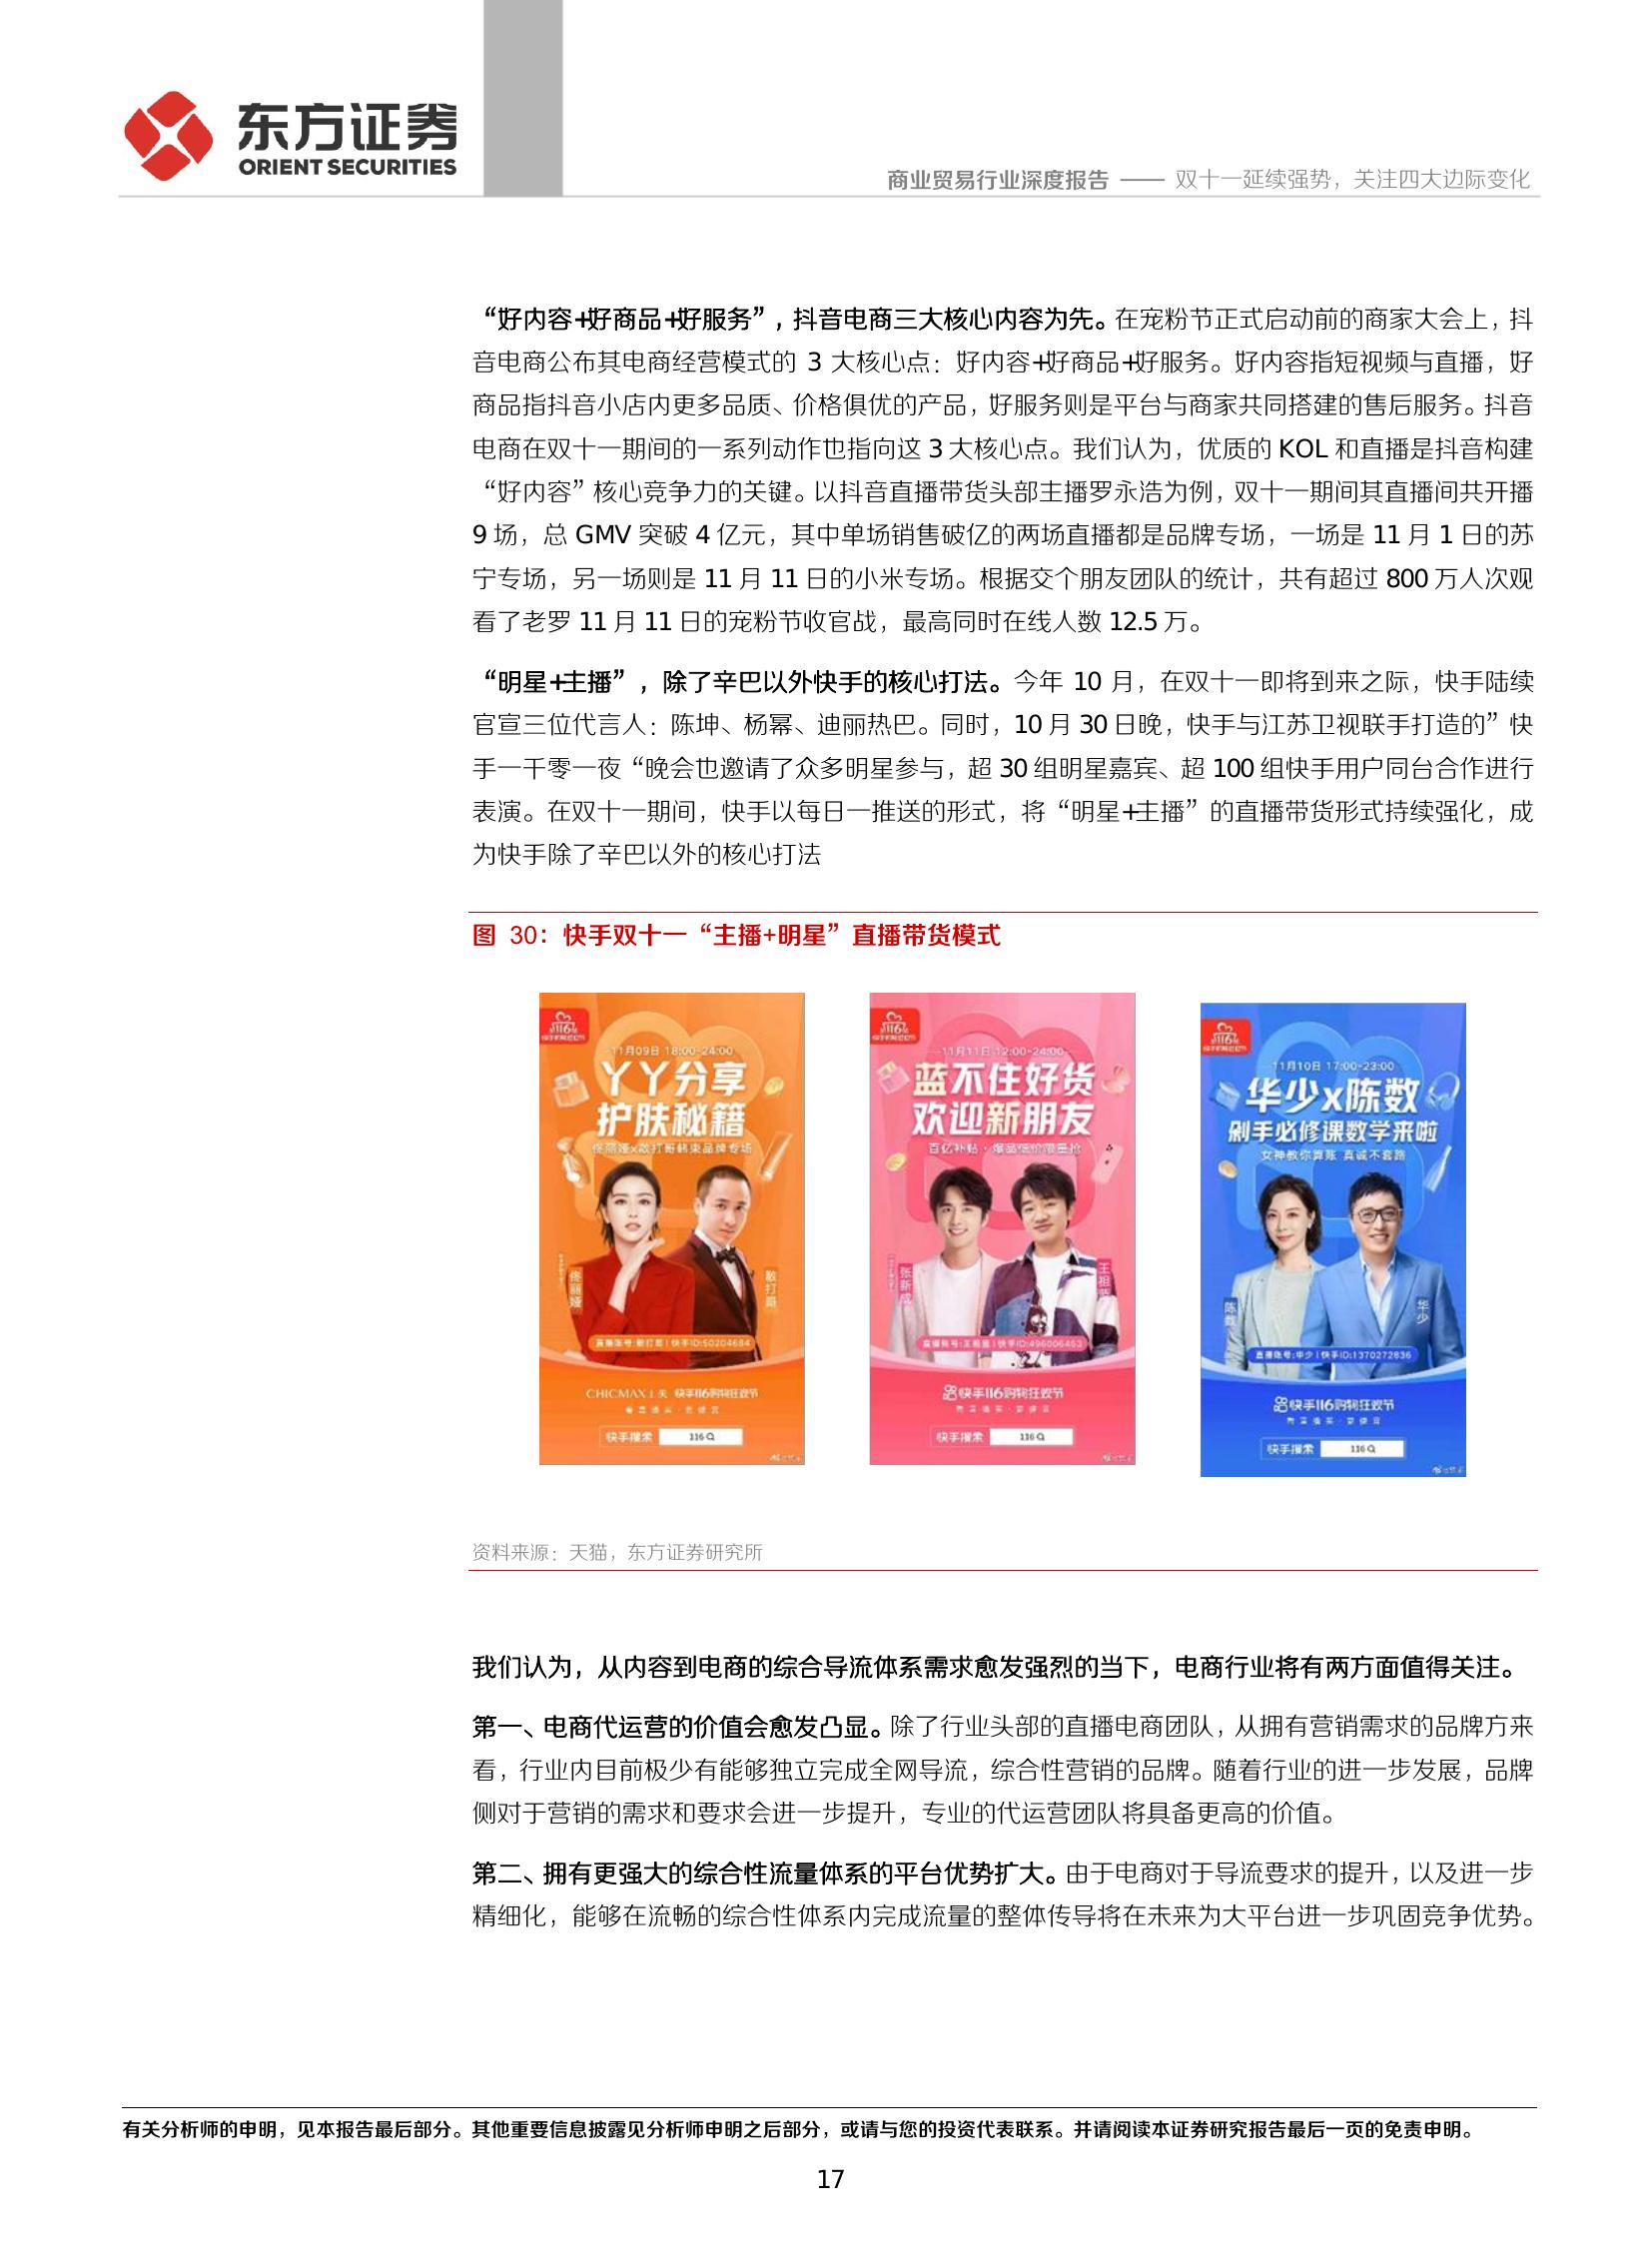 东方证券
ORIENT SECURITIES
商业贸易行业深度报告 —— 双十一延续强势，关注四大边际变化
“好内容+好商品+好服务”，抖音电商三大核心内容为先。在宠粉节正式启动前的商家大会上，抖
音电商公布其电商经营模式的 3 大核心点：好内容+好商品+好服务。好内容指短视频与直播，好
商品指抖音小店内更多品质、价格俱优的产品，好服务则是平台与商家共同搭建的售后服务。抖音
电商在双十一期间的一系列动作也指向这 3 大核心点。我们认为，优质的 KOL 和直播是抖音构建
“好内容”核心竞争力的关键。以抖音直播带货头部主播罗永浩为例，双十一期间其直播间共开播
9 场，总 GMV 突破 4 亿元，其中单场销售破亿的两场直播都是品牌专场，一场是 11 月 1 日的苏
宁专场，另一场则是 11 月 11 日的小米专场。根据交个朋友团队的统计，共有超过 800 万人次观
看了老罗 11 月 11 日的宠粉节收官战，最高同时在线人数 12.5 万。
“明星+主播”，除了辛巴以外快手的核心打法。今年 10 月，在双十一即将到来之际，快手陆续
官宣三位代言人：陈坤、杨幂、迪丽热巴。同时，10 月 30 日晚，快手与江苏卫视联手打造的”快
手一千零一夜“晚会也邀请了众多明星参与，超 30 组明星嘉宾、超 100 组快手用户同台合作进行
表演。在双十一期间，快手以每日一推送的形式，将“明星+主播”的直播带货形式持续强化，成
为快手除了辛巴以外的核心打法
图 30：快手双十一“主播+明星”直播带货模式
11月09日 18:00-24:00
丫丫分享
护肤秘籍
佟丽娅x敢打哥韩束品牌专场
佟丽娅
敢打哥
直播账号:敢打哥 | 快手ID:50204684
CHICMAX 上美 快手116购物狂欢节
快手搜索 116
11月11日 12:00-24:00
蓝不住好货
欢迎新朋友
百亿补贴·爆品低价限量抢
张新成
王祖蓝
直播账号:王祖蓝 | 快手ID:496006453
快手116购物狂欢节
快手搜索 116
11月10日 17:00-23:00
华少x陈数
剁手必修课数学来啦
女神教你算账 真诚不套路
陈数
华少
直播账号:华少 | 快手ID:1370272836
快手116购物狂欢节
快手搜索 116
资料来源：天猫，东方证券研究所
我们认为，从内容到电商的综合导流体系需求愈发强烈的当下，电商行业将有两方面值得关注。
第一、电商代运营的价值会愈发凸显。除了行业头部的直播电商团队，从拥有营销需求的品牌方来
看，行业内目前极少有能够独立完成全网导流，综合性营销的品牌。随着行业的进一步发展，品牌
侧对于营销的需求和要求会进一步提升，专业的代运营团队将具备更高的价值。
第二、拥有更强大的综合性流量体系的平台优势扩大。由于电商对于导流要求的提升，以及进一步
精细化，能够在流畅的综合性体系内完成流量的整体传导将在未来为大平台进一步巩固竞争优势。
有关分析师的申明，见本报告最后部分。其他重要信息披露见分析师申明之后部分，或请与您的投资代表联系。并请阅读本证券研究报告最后一页的免责申明。
17